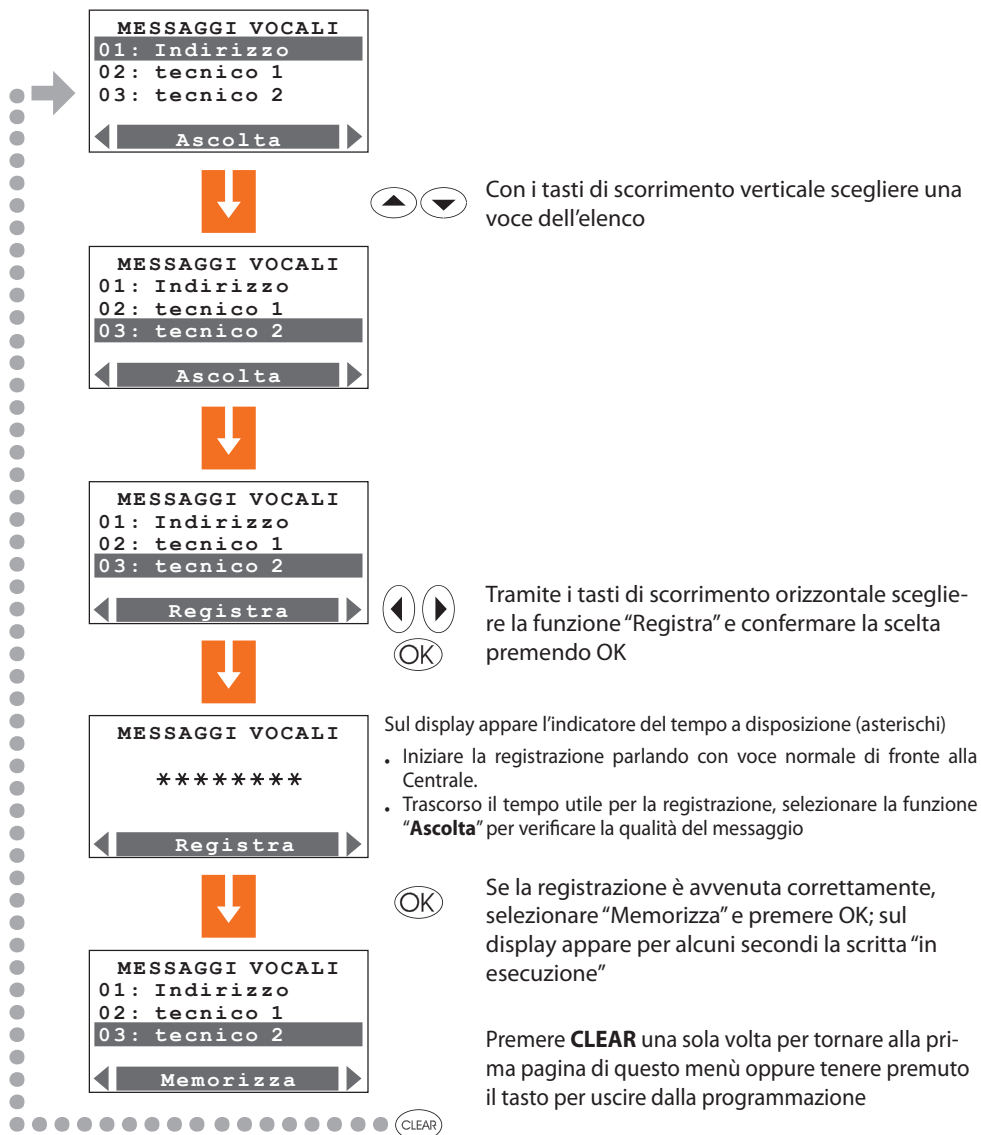 MESSAGGI VOCALI
01: Indirizzo
02: tecnico 1
03: tecnico 2
Ascolta
Con i tasti di scorrimento verticale scegliere una
voce dell'elenco
MESSAGGI VOCALI
01: Indirizzo
02: tecnico 1
03: tecnico 2
Ascolta
MESSAGGI VOCALI
01: Indirizzo
02: tecnico 1
03: tecnico 2
Registra
OK
Tramite i tasti di scorrimento orizzontale sceglie-
re la funzione "Registra" e confermare la scelta
premendo OK
MESSAGGI VOCALI
********
Registra
Sul display appare l'indicatore del tempo a disposizione (asterischi)
. Iniziare la registrazione parlando con voce normale di fronte alla
Centrale.
. Trascorso il tempo utile per la registrazione, selezionare la funzione
"Ascolta" per verificare la qualità del messaggio
OK
Se la registrazione è avvenuta correttamente,
selezionare "Memorizza" e premere OK; sul
display appare per alcuni secondi la scritta "in
esecuzione"
MESSAGGI VOCALI
01: Indirizzo
02: tecnico 1
03: tecnico 2
Memorizza
Premere CLEAR una sola volta per tornare alla pri-
ma pagina di questo menù oppure tenere premuto
il tasto per uscire dalla programmazione
CLEAR